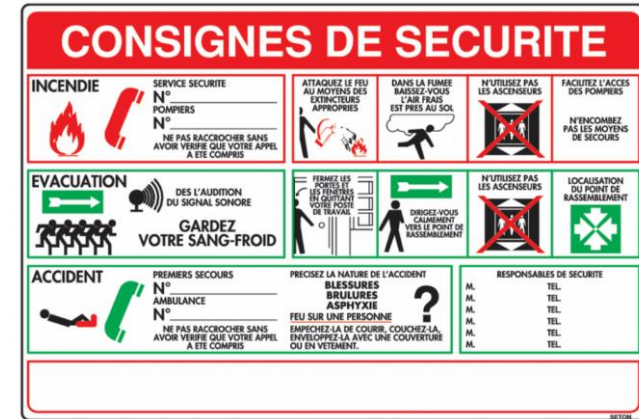 CONSIGNES DE SECURITE
INCENDIE
SERVICE SECURITE
N°
POMPIERS
N°
NE PAS RACCROCHER SANS
AVOIR VERIFIE QUE VOTRE APPEL
A ETE COMPRIS
ATTAQUEZ LE FEU
AU MOYENS DES
EXTINCTEURS
APPROPRIES
DANS LA FUMEE
BAISSEZ-VOUS
L'AIR FRAIS
EST PRES AU SOL
N'UTILISEZ PAS
LES ASCENSEURS
FACILITEZ L'ACCES
DES POMPIERS
N'ENCOMBEZ
PAS LES MOYENS
DE SECOURS
EVACUATION
DES L'AUDITION
DU SIGNAL SONORE
GARDEZ
VOTRE SANG-FROID
FERMEZ LES
PORTES ET
LES FENETRES
EN QUITTANT
VOTRE POSTE
DE TRAVAIL
DIRIGEZ-VOUS
CALMEMENT
VERS LE POINT DE
RASSEMBLEMENT
N'UTILISEZ PAS
LES ASCENSEURS
LOCALISATION
DU POINT DE
RASSEMBLEMENT
ACCIDENT
PREMIERS SECOURS
N°
AMBULANCE
N°
NE PAS RACCROCHER SANS
AVOIR VERIFIE QUE VOTRE APPEL
A ETE COMPRIS
PRECISEZ LA NATURE DE L'ACCIDENT
BLESSURES
BRULURES
ASPHYXIE
?
FEU SUR UNE PERSONNE
EMPECHEZ-LA DE COURIR, COUCHEZ-LA,
ENVELOPPEZ-LA AVEC UNE COUVERTURE
OU EN VETEMENT.
RESPONSABLES DE SECURITE
M. TEL.
M. TEL.
M. TEL.
M. TEL.
M. TEL.
M. TEL.
SETON